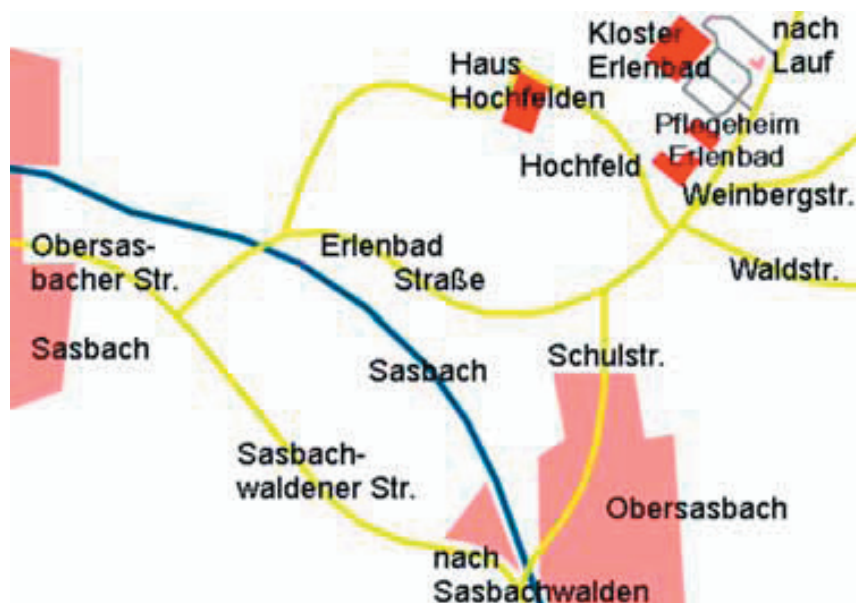 Kloster
Erlenbad
nach
Lauf
Haus
Hochfelden
Pflegeheim
Erlenbad
Hochfeld
Weinbergstr.
Obersas-
bacher Str.
Erlenbad
Straße
Waldstr.
Sasbach
Sasbach
Schulstr.
Sasbach-
waldener Str.
Obersasbach
nach
Sasbachwalden